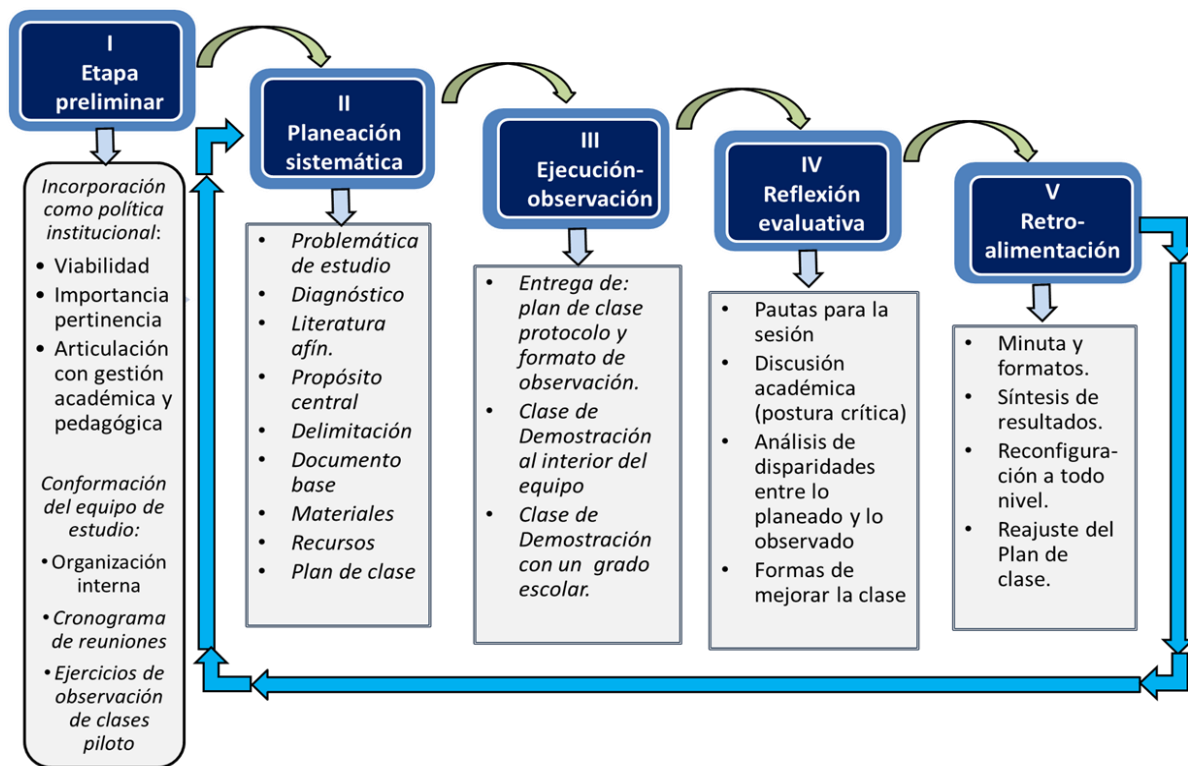 I
Etapa
preliminar
Incorporación
como política
institucional:
• Viabilidad
• Importancia
pertinencia
• Articulación
con gestión
académica y
pedagógica
Conformación
del equipo de
estudio:
• Organización
interna
• Cronograma
de reuniones
• Ejercicios de
observación
de clases
piloto
II
Planeación
sistemática
• Problemática
de estudio
• Diagnóstico
• Literatura
afín.
• Propósito
central
• Delimitación
• Documento
base
• Materiales
• Recursos
• Plan de clase
III
Ejecución-
observación
• Entrega de:
plan de clase
protocolo y
formato de
observación.
• Clase de
Demostración
al interior del
equipo
• Clase de
Demostración
con un grado
escolar.
IV
Reflexión
evaluativa
• Pautas para la
sesión
• Discusión
académica
(postura crítica)
• Análisis de
disparidades
entre lo
planeado y lo
observado
• Formas de
mejorar la clase
V
Retro-
alimentación
• Minuta y
formatos.
• Síntesis de
resultados.
• Reconfigura-
ción a todo
nivel.
• Reajuste del
Plan de
clase.